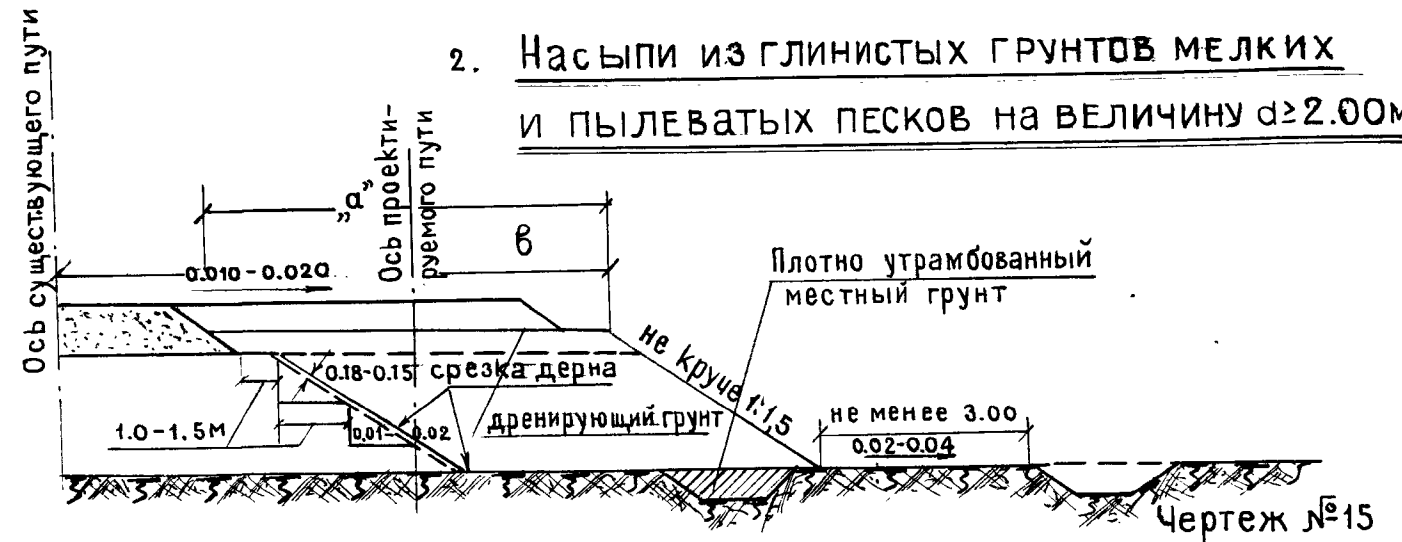 2. Насыпи из глинистых грунтов мелких
и пылеватых песков на величину d≥2.00м
Ось существующего пути
Ось проекти-
руемого пути
„а”
в
0.010-0.020
Плотно утрамбованный
местный грунт
не круче 1:1,5
0.18-0.15 срезка дерна
1.0-1.5м
0.01-0.02
дренирующий грунт
не менее 3.00
0.02-0.04
Чертеж №15